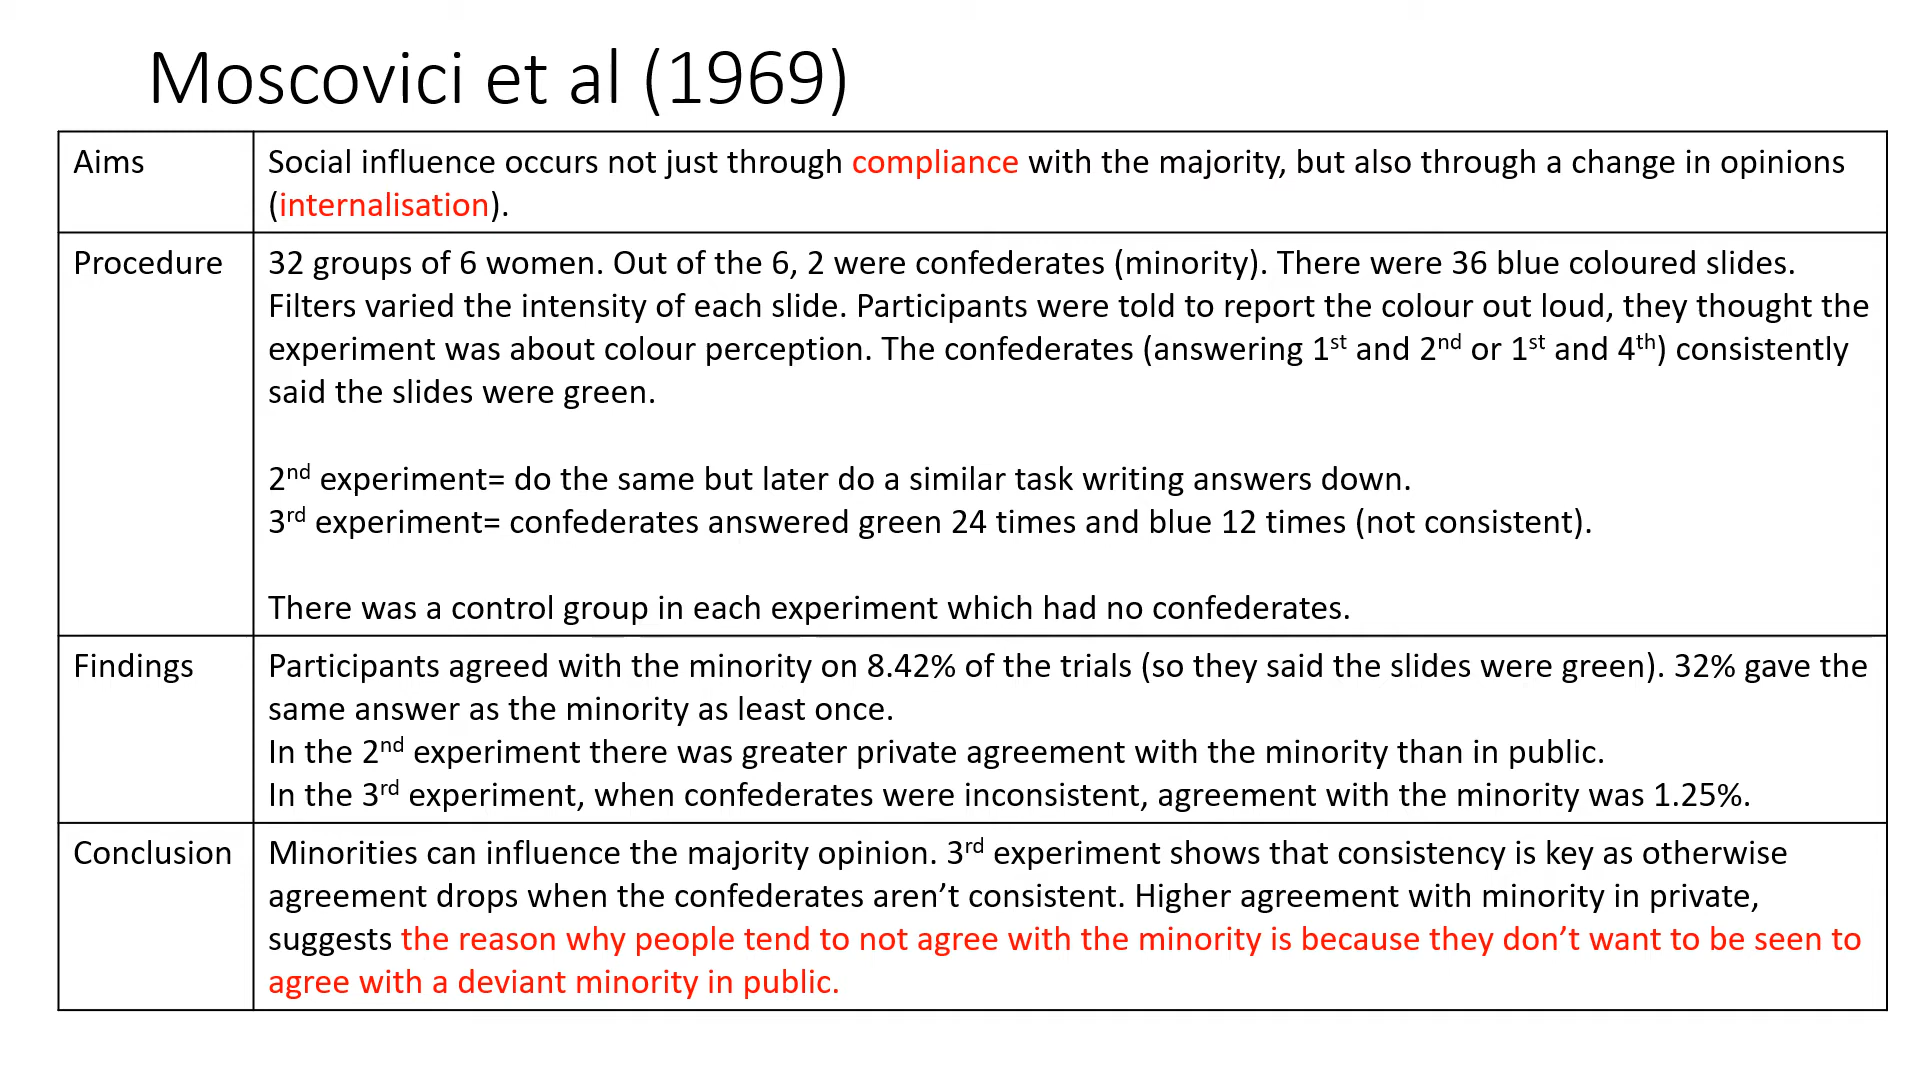 Moscovici et al (1969)
Aims
Social influence occurs not just through compliance with the majority, but also through a change in opinions
(internalisation).
Procedure
32 groups of 6 women. Out of the 6, 2 were confederates (minority). There were 36 blue coloured slides.
Filters varied the intensity of each slide. Participants were told to report the colour out loud, they thought the
experiment was about colour perception. The confederates (answering 1st and 2nd or 1st and 4th) consistently
said the slides were green.
2nd experiment= do the same but later do a similar task writing answers down.
3rd experiment= confederates answered green 24 times and blue 12 times (not consistent).
There was a control group in each experiment which had no confederates.
Findings
Participants agreed with the minority on 8.42% of the trials (so they said the slides were green). 32% gave the
same answer as the minority as least once.
In the 2nd experiment there was greater private agreement with the minority than in public.
In the 3rd experiment, when confederates were inconsistent, agreement with the minority was 1.25%.
Conclusion
Minorities can influence the majority opinion. 3rd experiment shows that consistency is key as otherwise
agreement drops when the confederates aren’t consistent. Higher agreement with minority in private,
suggests the reason why people tend to not agree with the minority is because they don’t want to be seen to
agree with a deviant minority in public.